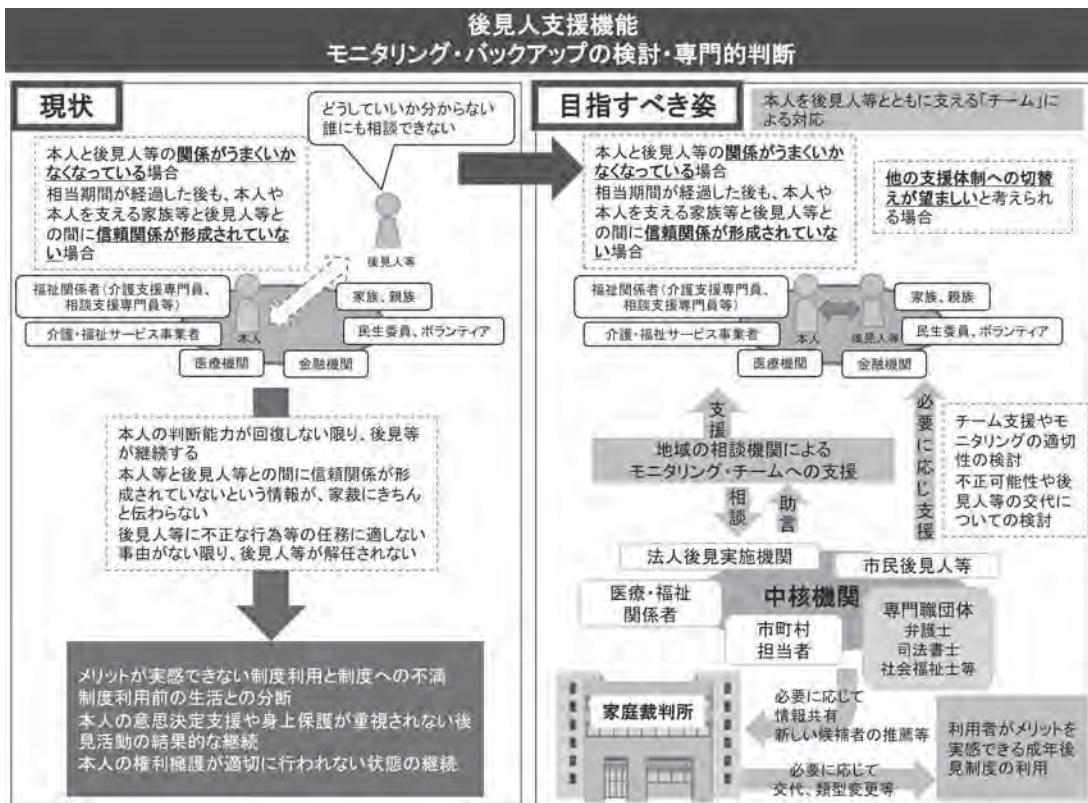 後見人支援機能
モニタリング・バックアップの検討・専門的判断
現状
どうしていいか分からない
誰にも相談できない
本人と後見人等の関係がうまくいか
なくなっている場合
相当期間が経過した後も、本人や
本人を支える家族等と後見人等と
の間に信頼関係が形成されていな
い場合
後見人等
福祉関係者(介護支援専門員、
相談支援専門員等)
家族、親族
介護・福祉サービス事業者
本人
民生委員、ボランティア
医療機関
金融機関
本人の判断能力が回復しない限り、後見等
が継続する
本人等と後見人等との間に信頼関係が形
成されていないという情報が、家裁にきちん
と伝わらない
後見人等に不正な行為等の任務に適しない
事由がない限り、後見人等が解任されない
メリットが実感できない制度利用と制度への不満
制度利用前の生活との分断
本人の意思決定支援や身上保護が重視されない後
見活動の結果的な継続
本人の権利擁護が適切に行われない状態の継続
目指すべき姿
本人を後見人等とともに支える「チーム」に
よる対応
本人と後見人等の関係がうまくいか
なくなっている場合
相当期間が経過した後も、本人や
本人を支える家族等と後見人等と
の間に信頼関係が形成されていな
い場合
他の支援体制への切替
えが望ましいと考えられ
る場合
福祉関係者(介護支援専門員、
相談支援専門員等)
家族、親族
介護・福祉サービス事業者
本人
後見人等
民生委員、ボランティア
医療機関
金融機関
支援
必要に応じ支援
チーム支援やモ
ニタリングの適切
性の検討
不正可能性や後
見人等の交代に
ついての検討
地域の相談機関による
モニタリング・チームへの支援
相談
助言
法人後見実施機関
市民後見人等
医療・福祉
関係者
中核機関
市町村
担当者
専門職団体
弁護士
司法書士
社会福祉士等
家庭裁判所
必要に応じて
情報共有
新しい候補者の推薦等
必要に応じて
交代、類型変更等
利用者がメリットを
実感できる成年後
見制度の利用